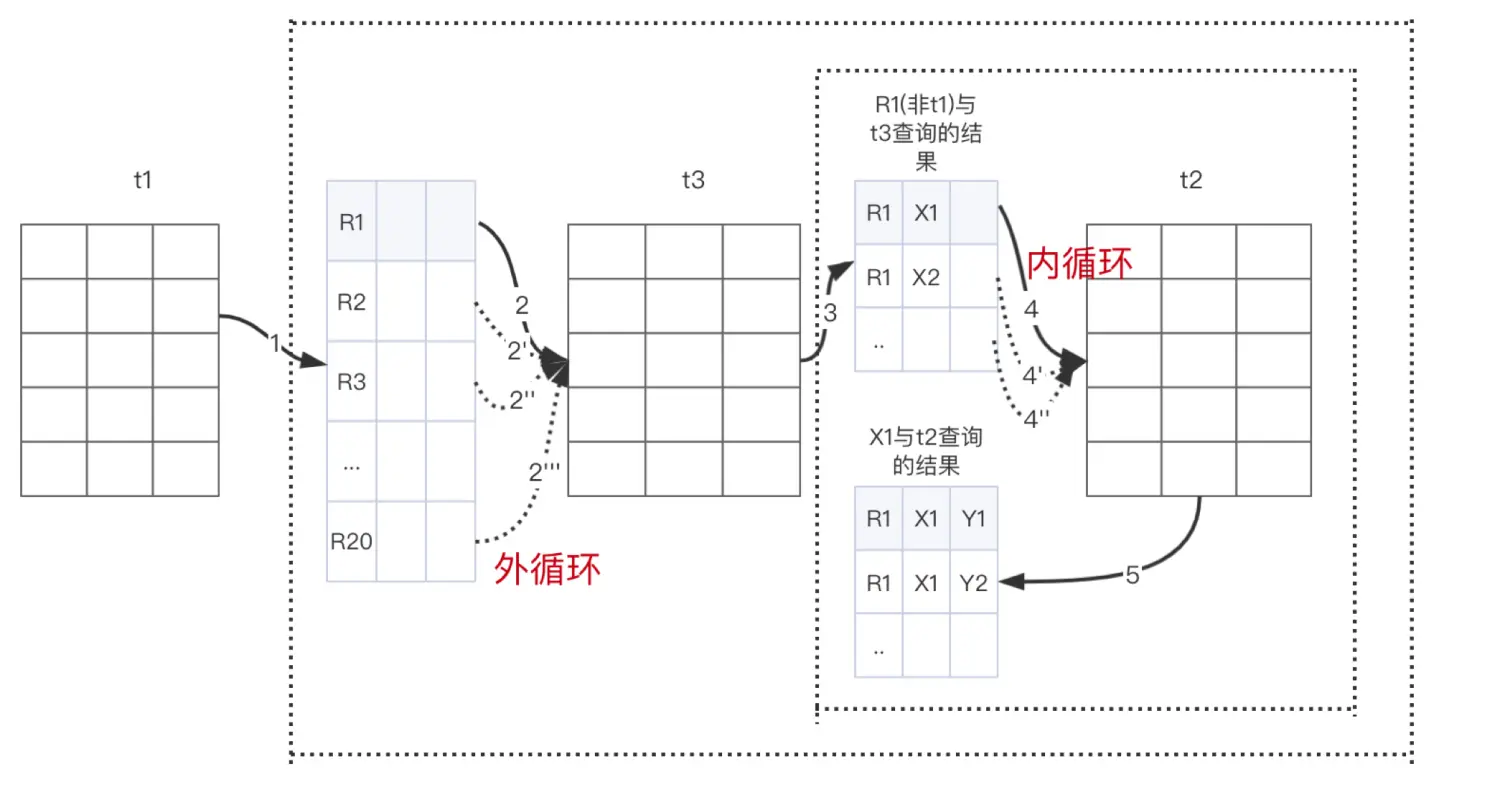 t1
1
R1
R2
R3
...
R20
2
2'
2''
2'''
外循环
t3
3
R1(非t1)与
t3查询的结
果
R1 X1
R1 X2
..
内循环
4
4'
4''
t2
X1与t2查询
的结果
R1 X1 Y1
R1 X1 Y2
..
5